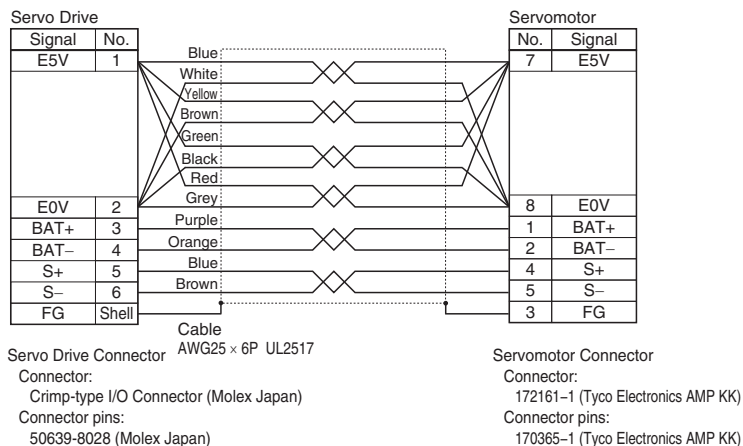 Servo Drive
Servomotor
Signal No.
No. Signal
E5V 1
Blue
7 E5V
White
Yellow
Brown
Green
Black
Red
Grey
E0V 2
8 E0V
BAT+ 3
Purple
1 BAT+
BAT− 4
Orange
2 BAT−
S+ 5
Blue
4 S+
S− 6
Brown
5 S−
FG Shell
3 FG
Cable
AWG25 × 6P UL2517
Servo Drive Connector
Connector:
Crimp-type I/O Connector (Molex Japan)
Connector pins:
50639-8028 (Molex Japan)
Servomotor Connector
Connector:
172161−1 (Tyco Electronics AMP KK)
Connector pins:
170365−1 (Tyco Electronics AMP KK)